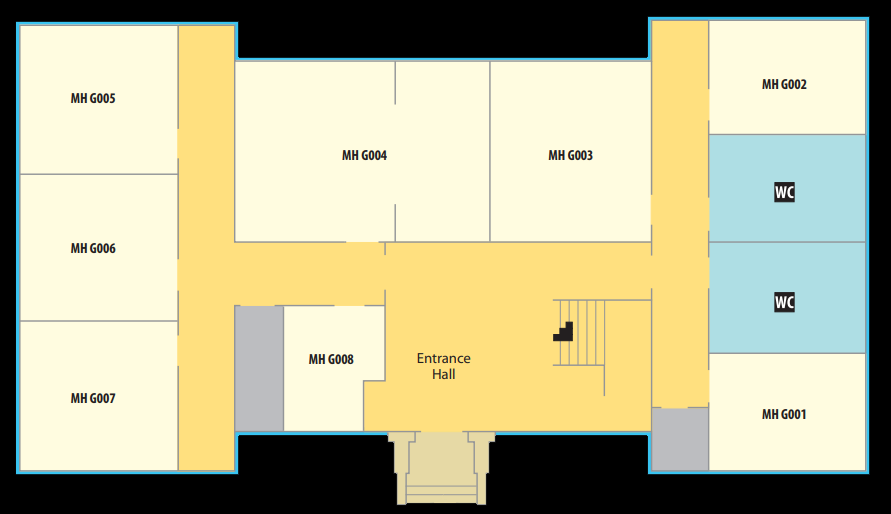 MH G005
MH G002
MH G004
MH G003
WC
MH G006
WC
MH G008
Entrance
Hall
MH G007
MH G001